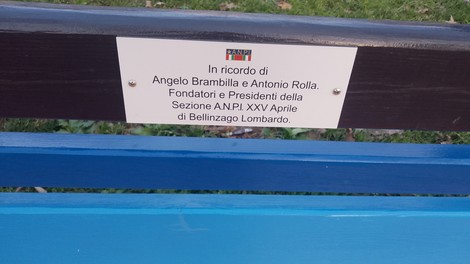 A.N.P.I.
In ricordo di
Angelo Brambilla e Antonio Rolla.
Fondatori e Presidenti della
Sezione A.N.P.I. XXV Aprile
di Bellinzago Lombardo.